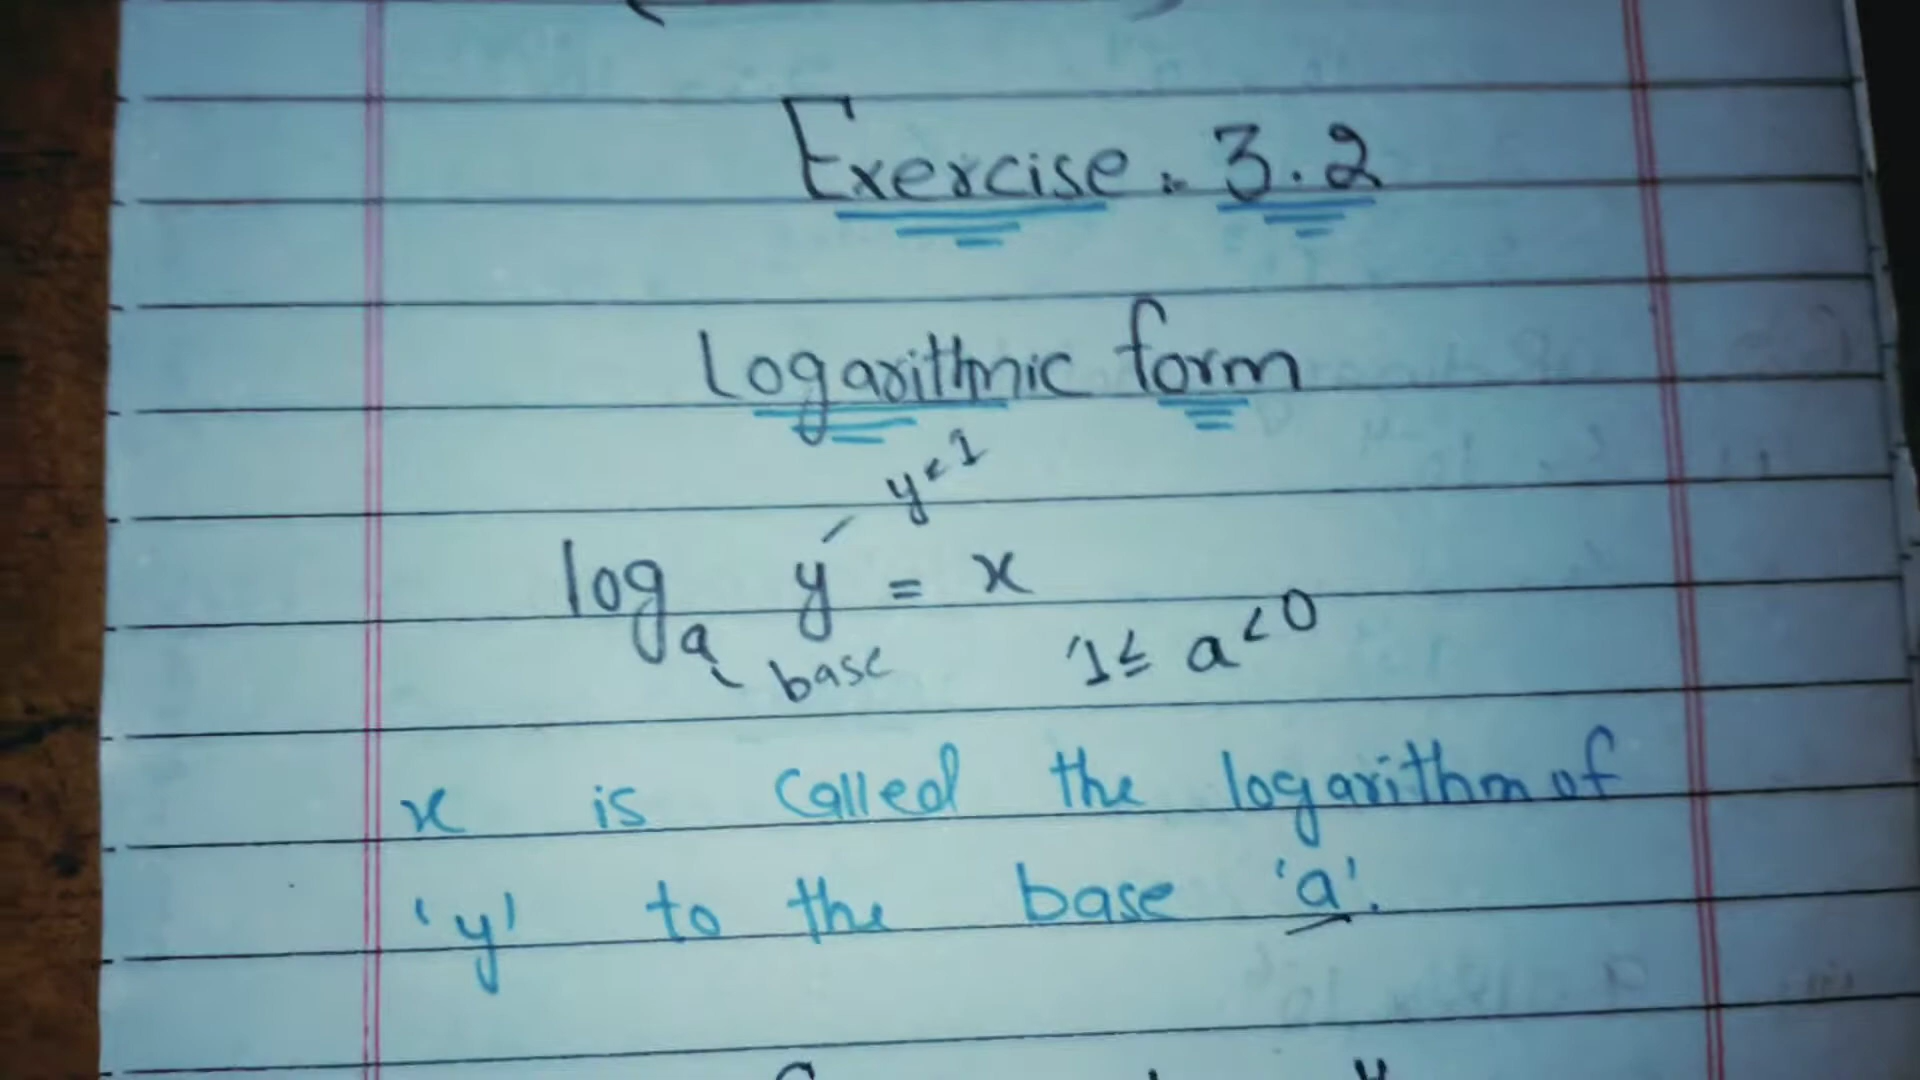 Exercise. 3.2
Logarithmic form
y<1
log a y = x
base 1≤ a<0
x is called the logarithm of
'y' to the base 'a'.